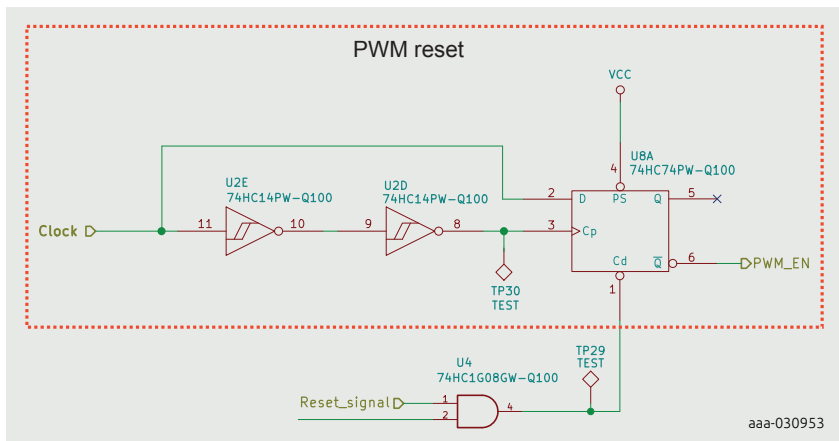 PWM reset
VCC
4
U8A
74HC74PW-Q100
U2E
74HC14PW-Q100
U2D
74HC14PW-Q100
2
D
PS
Q
5
Clock
11
10
9
8
3
Cp
Cd
Q
6
PWM_EN
1
TP30
TEST
U4
74HC1G08GW-Q100
TP29
TEST
Reset_signal
1
2
4
aaa-030953